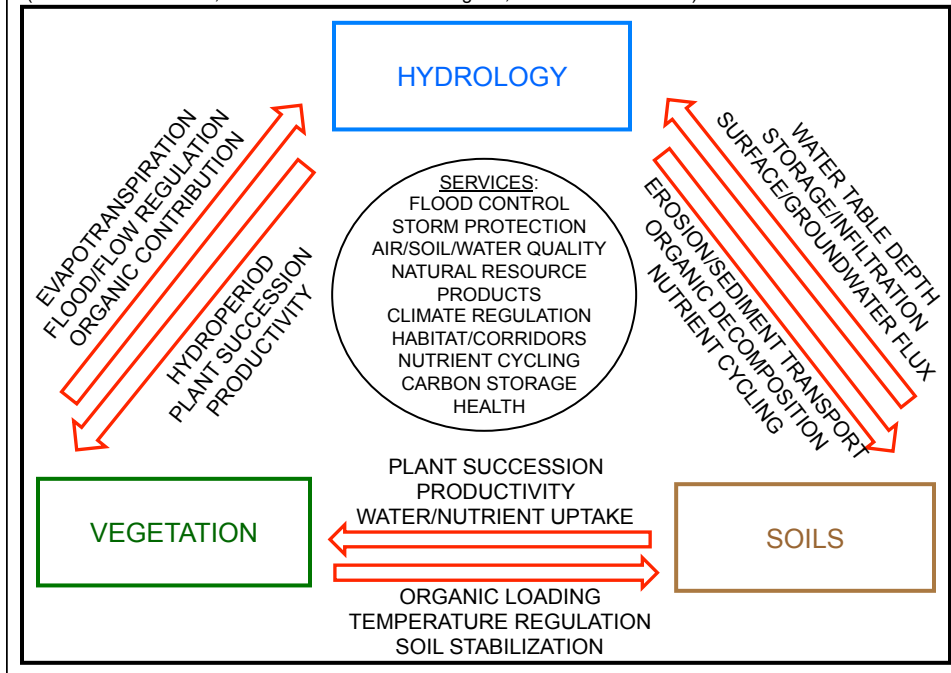 HYDROLOGY
EVAPOTRANSPIRATION
FLOOD/FLOW REGULATION
ORGANIC CONTRIBUTION
HYDROPERIOD
PLANT SUCCESSION
PRODUCTIVITY
SERVICES:
FLOOD CONTROL
STORM PROTECTION
AIR/SOIL/WATER QUALITY
NATURAL RESOURCE
PRODUCTS
CLIMATE REGULATION
HABITAT/CORRIDORS
NUTRIENT CYCLING
CARBON STORAGE
HEALTH
WATER TABLE DEPTH
STORAGE/INFILTRATION
SURFACE/GROUNDWATER FLUX
EROSION/SEDIMENT TRANSPORT
ORGANIC DECOMPOSITION
NUTRIENT CYCLING
VEGETATION
PLANT SUCCESSION
PRODUCTIVITY
WATER/NUTRIENT UPTAKE
ORGANIC LOADING
TEMPERATURE REGULATION
SOIL STABILIZATION
SOILS